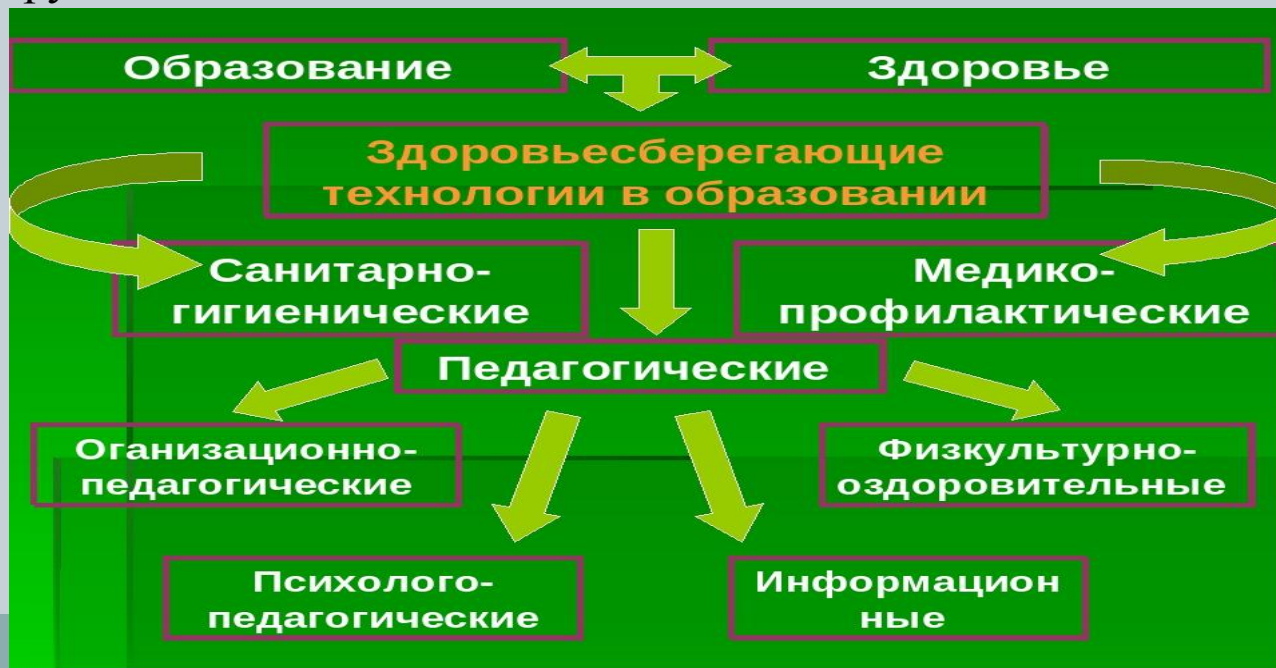 Образование
Здоровье
Здоровьесберегающие
технологии в образовании
Санитарно-
гигиенические
Медико-
профилактические
Педагогические
Оганизационно-
педагогические
Физкультурно-
оздоровительные
Психолого-
педагогические
Информацион
ные